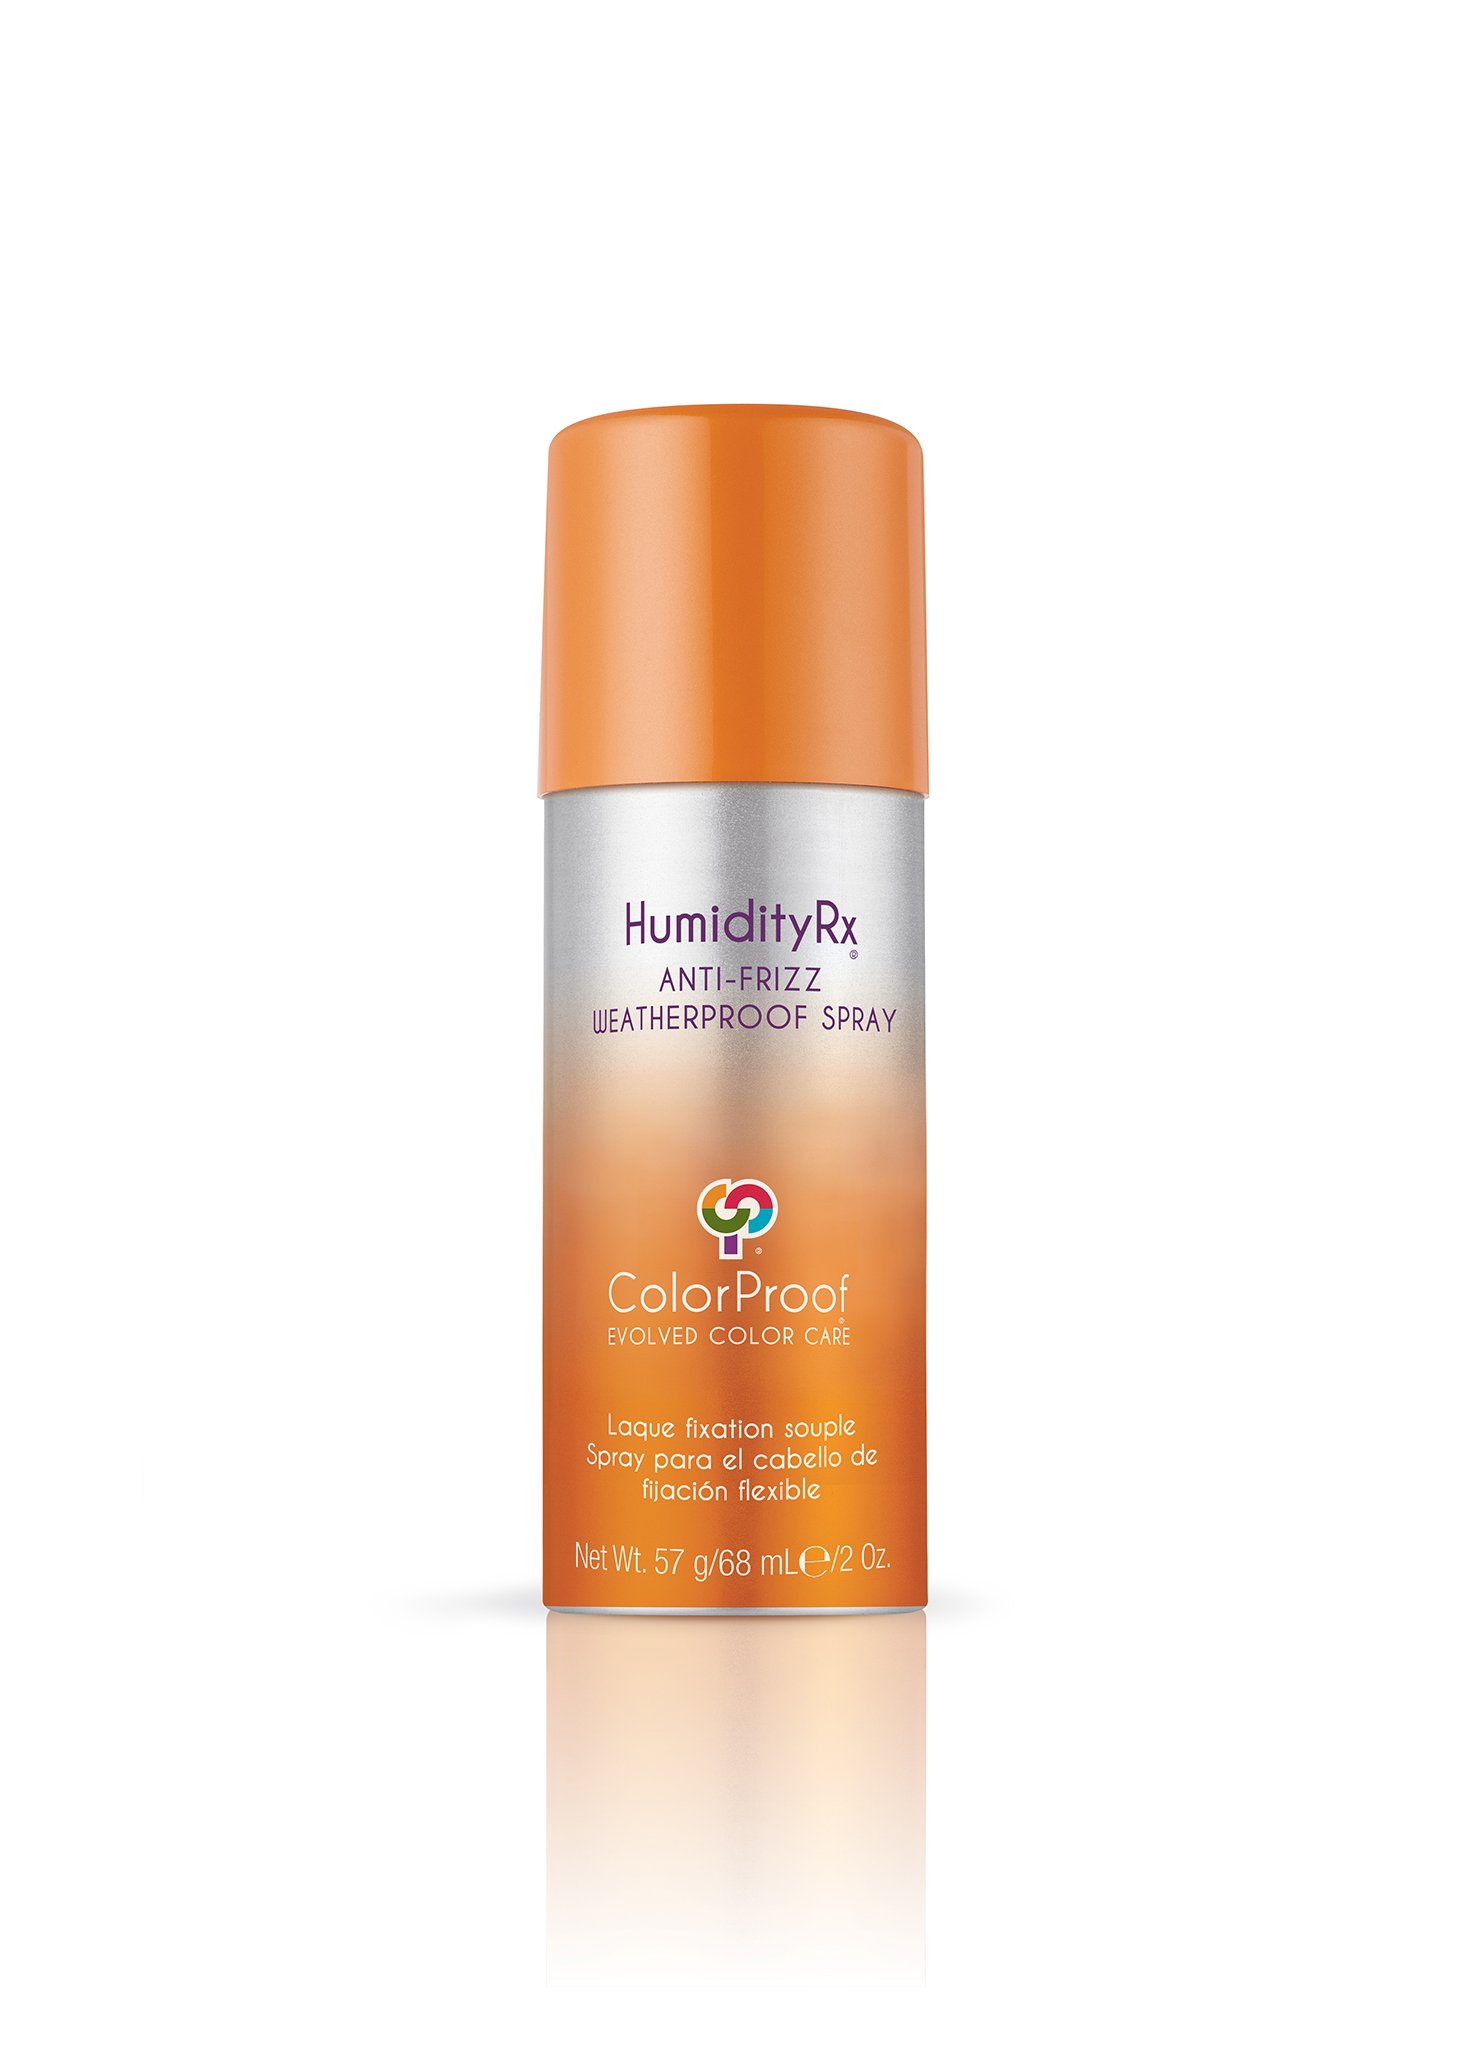 HumidityRx®
ANTI-FRIZZ
WEATHERPROOF SPRAY
ColorProof®
EVOLVED COLOR CARE
Laque fixation souple
Spray para el cabello de
fijación flexible
Net Wt. 57 g/68 mL℮/2 Oz.